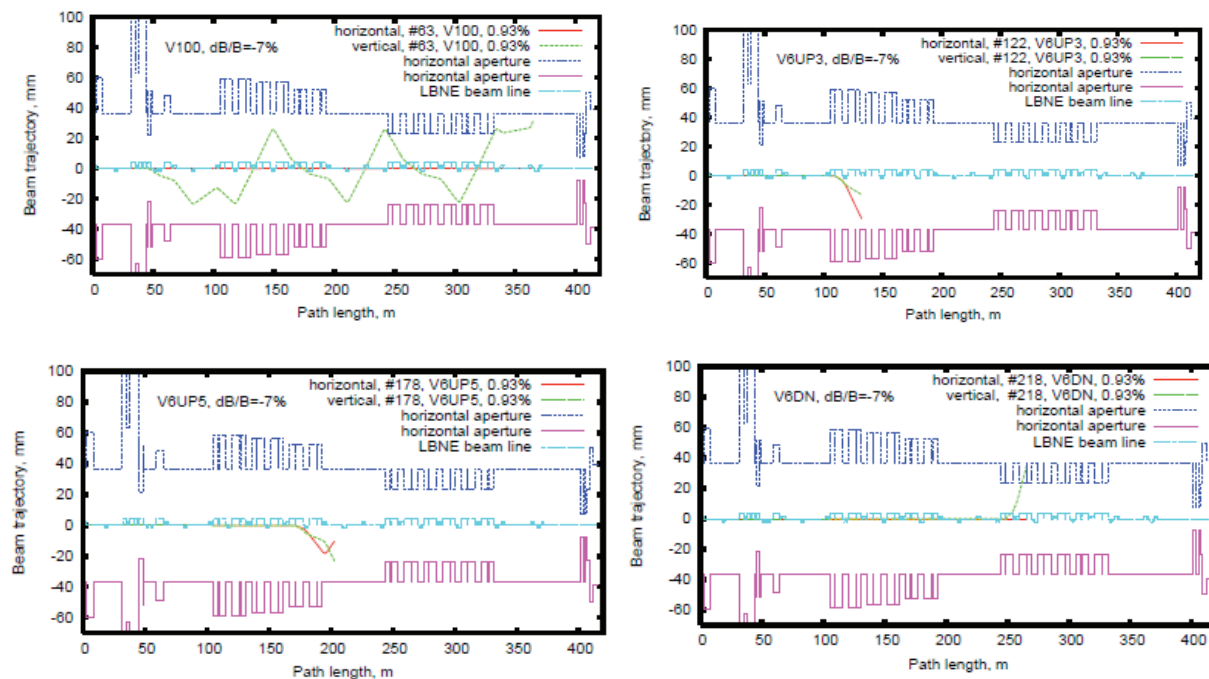 V100, dB/B=-7%
horizontal, #63, V100, 0.93%
vertical, #63, V100, 0.93%
horizontal aperture
horizontal aperture
LBNE beam line
Beam trajectory, mm
100
80
60
40
20
0
-20
-40
-60
0 50 100 150 200 250 300 350 400
Path length, m
V6UP3, dB/B=-7%
horizontal, #122, V6UP3, 0.93%
vertical, #122, V6UP3, 0.93%
horizontal aperture
horizontal aperture
LBNE beam line
Beam trajectory, mm
100
80
60
40
20
0
-20
-40
-60
0 50 100 150 200 250 300 350 400
Path length, m
V6UP5, dB/B=-7%
horizontal, #178, V6UP5, 0.93%
vertical, #178, V6UP5, 0.93%
horizontal aperture
horizontal aperture
LBNE beam line
Beam trajectory, mm
100
80
60
40
20
0
-20
-40
-60
0 50 100 150 200 250 300 350 400
Path length, m
V6DN, dB/B=-7%
horizontal, #218, V6DN, 0.93%
vertical, #218, V6DN, 0.93%
horizontal aperture
horizontal aperture
LBNE beam line
Beam trajectory, mm
100
80
60
40
20
0
-20
-40
-60
0 50 100 150 200 250 300 350 400
Path length, m